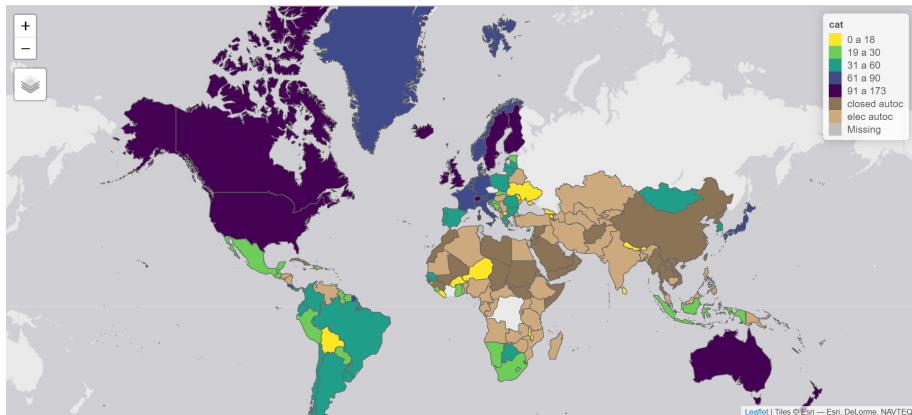 +
−
cat
0 a 18
19 a 30
31 a 60
61 a 90
91 a 173
closed autoc
elec autoc
Missing
Leaflet | Tiles © Esri — Esri, DeLorme, NAVTEQ